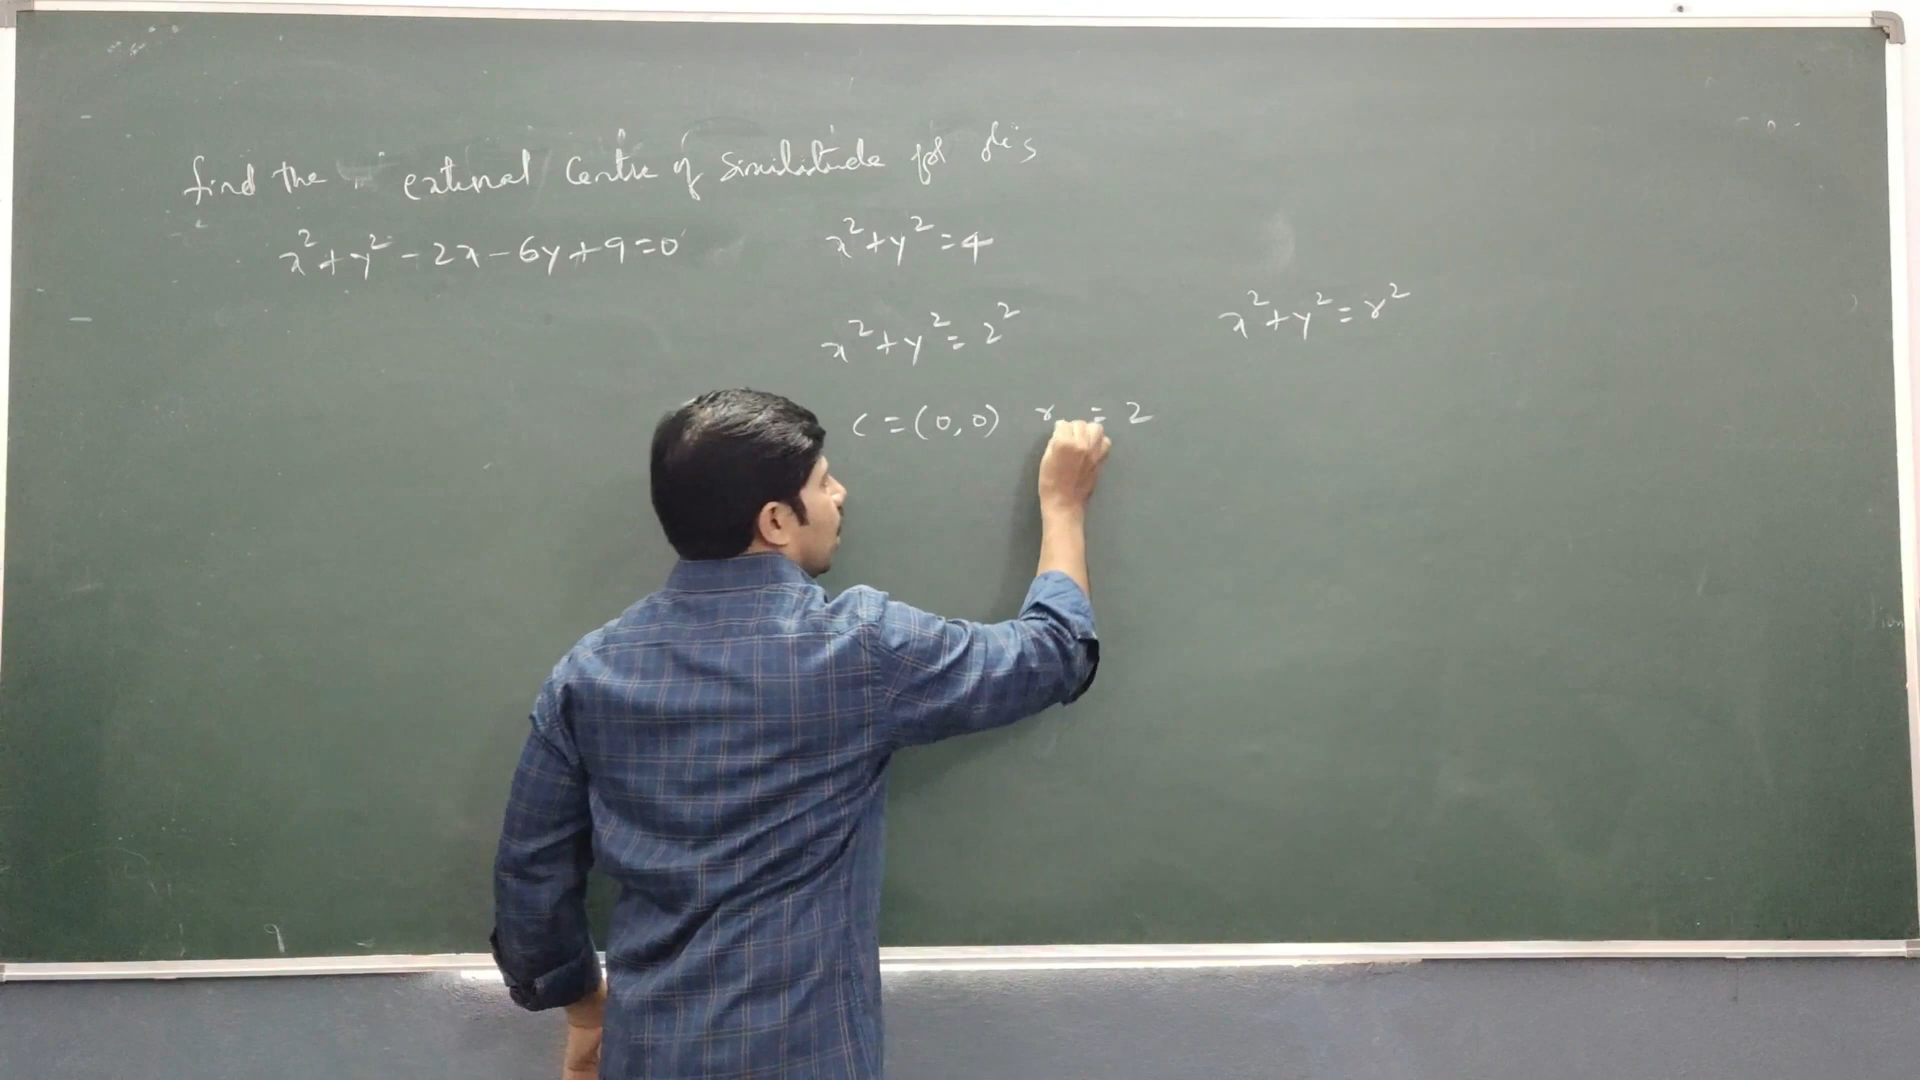 find the external Centre of Similitude for
x²+y²-2x-6y+9=0
x²+y²=4
x²+y²=2²
x²+y²=r²
C=(0,0) r = 2
9